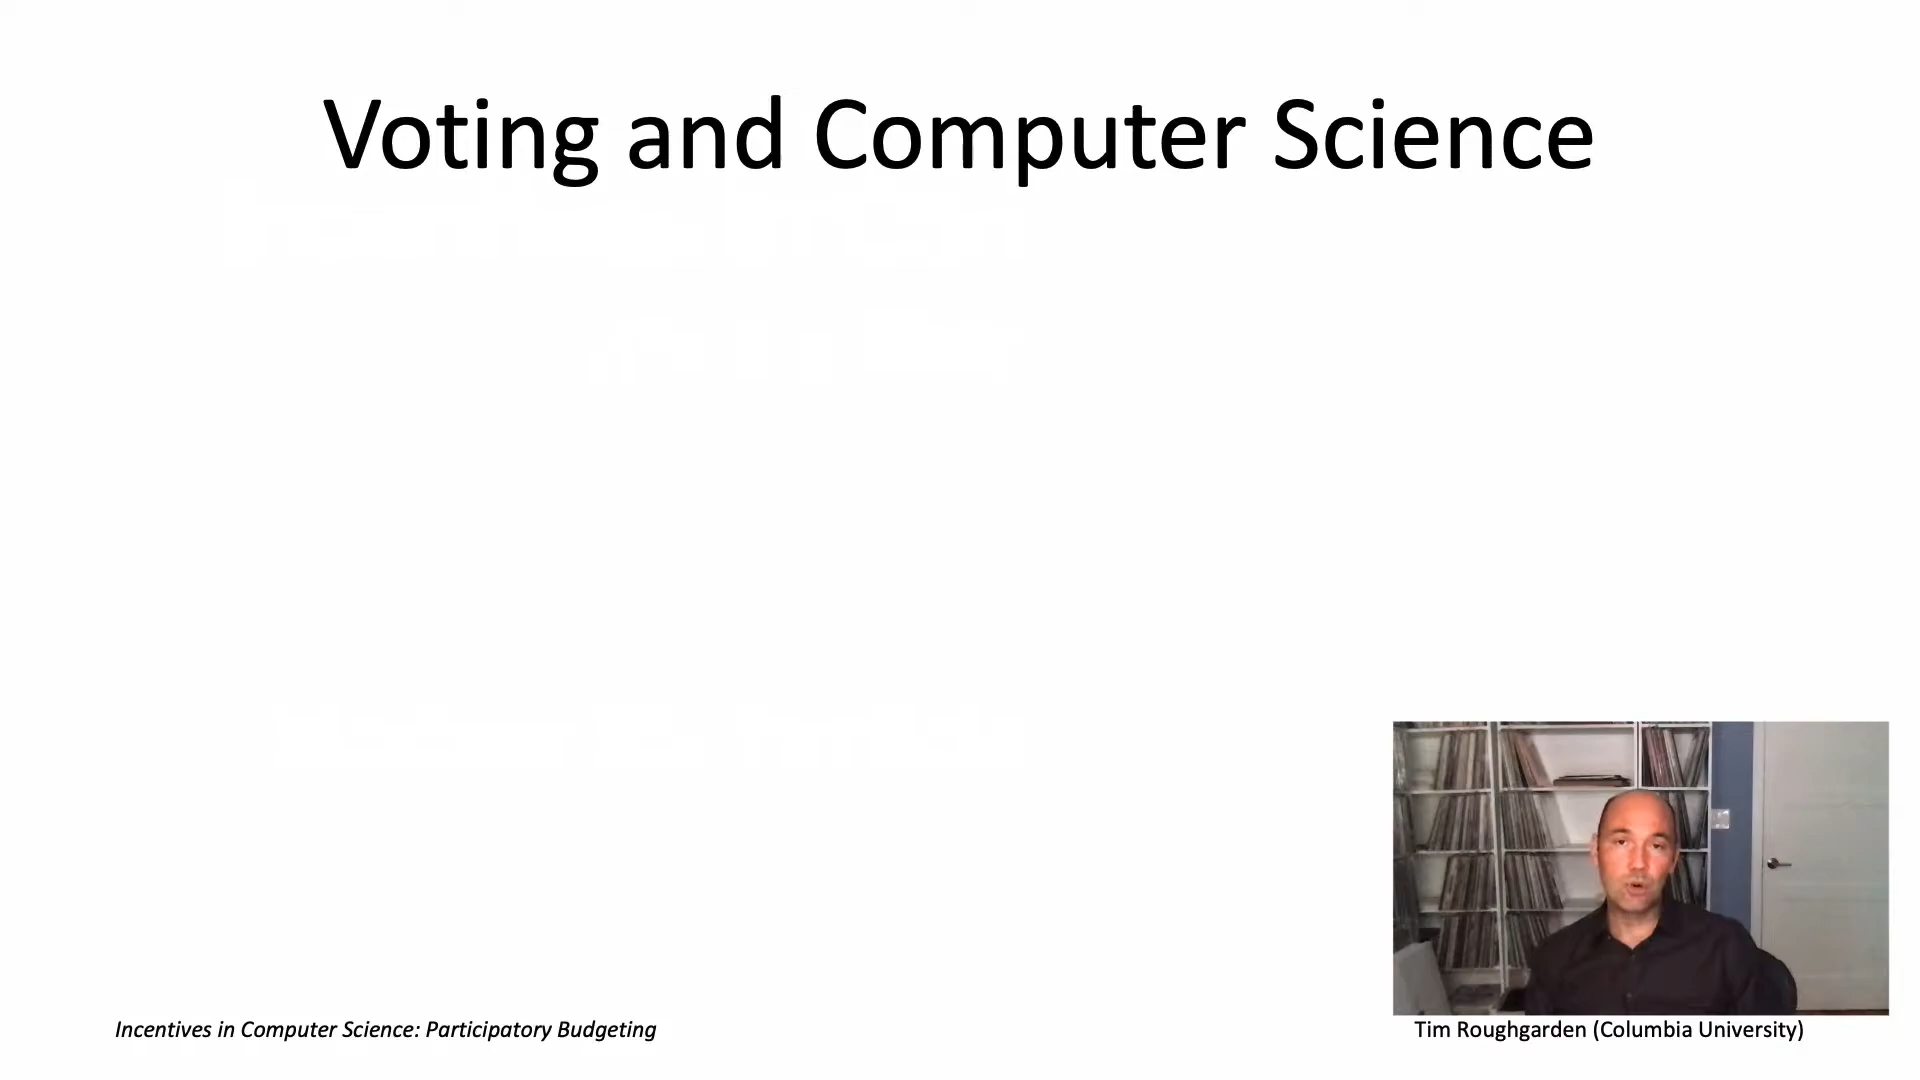 Voting and Computer Science
Incentives in Computer Science: Participatory Budgeting
Tim Roughgarden (Columbia University)